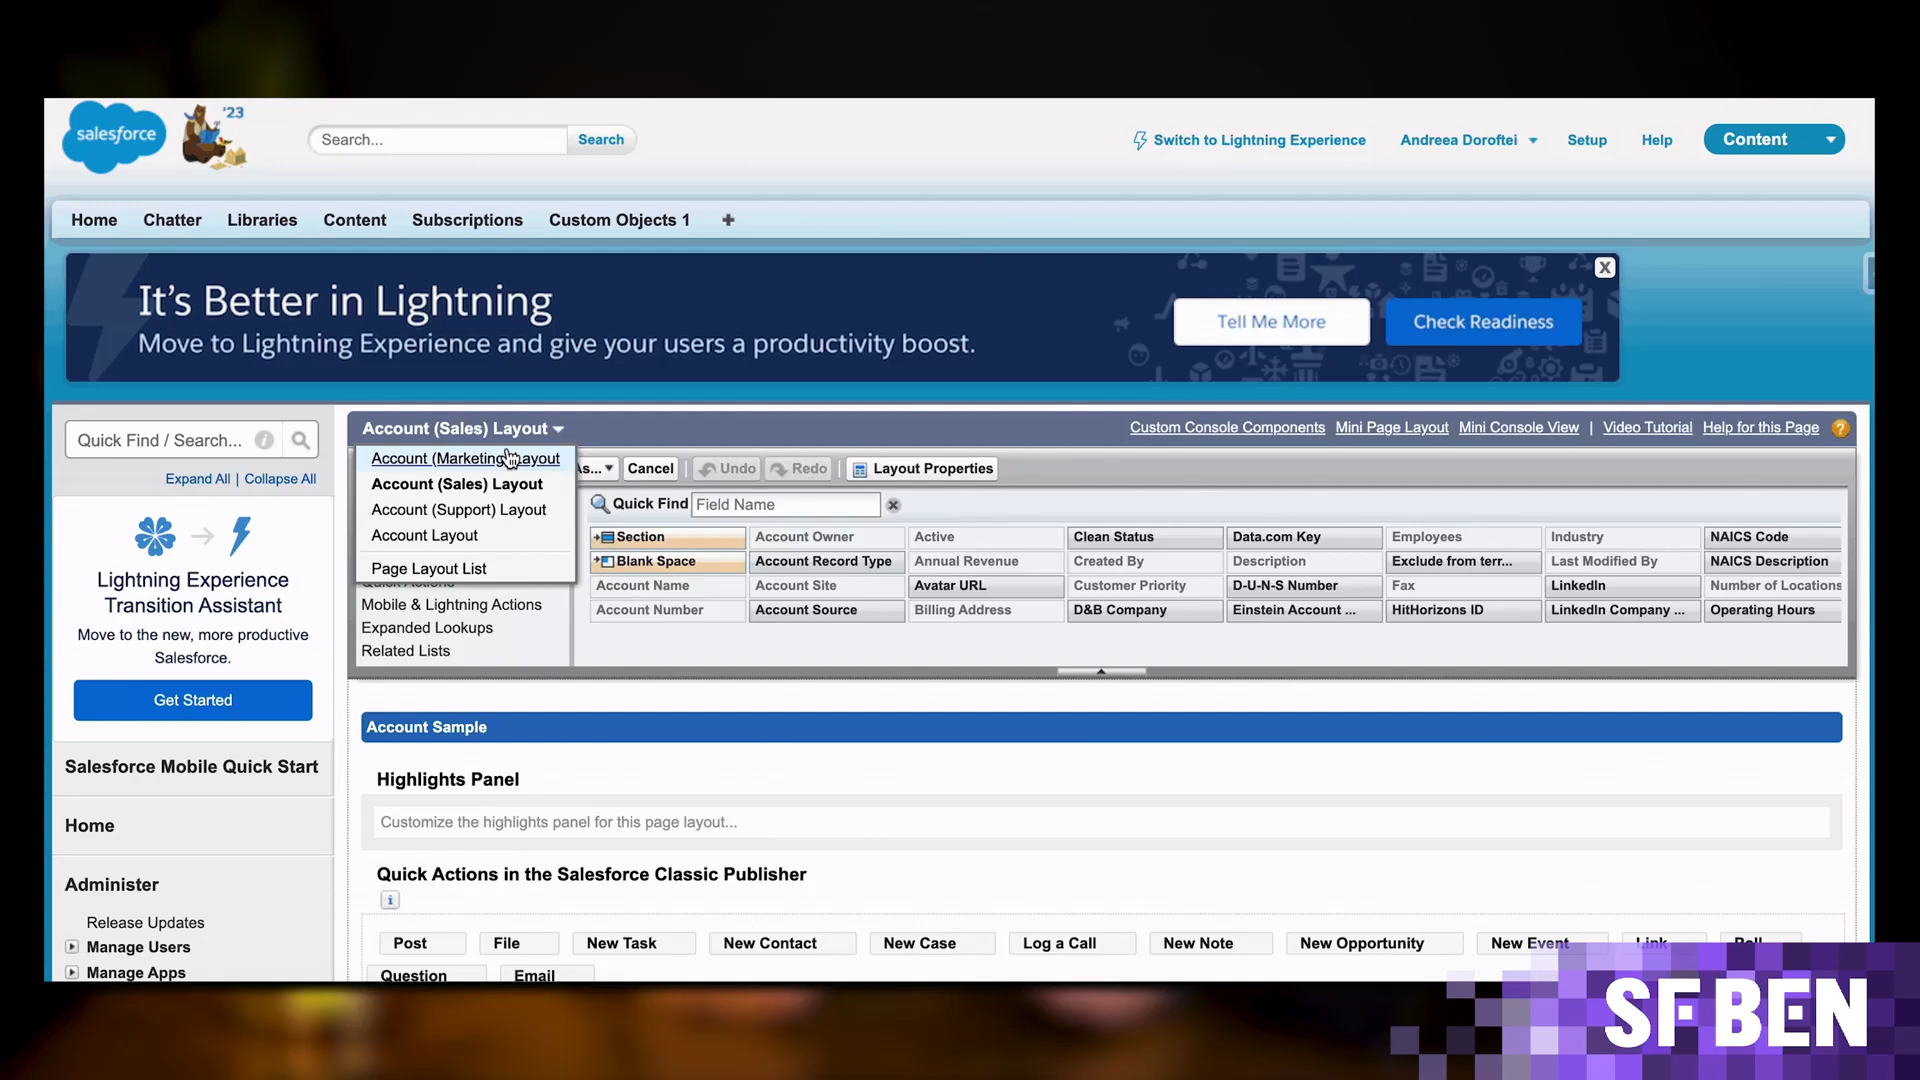 salesforce
'23
Search...
Search
Switch to Lightning Experience
Andreea Doroftei
Setup
Help
Content
Home
Chatter
Libraries
Content
Subscriptions
Custom Objects 1
+
It's Better in Lightning
Move to Lightning Experience and give your users a productivity boost.
Tell Me More
Check Readiness
X
Quick Find / Search...
Expand All | Collapse All
Lightning Experience
Transition Assistant
Move to the new, more productive
Salesforce.
Get Started
Salesforce Mobile Quick Start
Home
Administer
Release Updates
Manage Users
Manage Apps
Account (Sales) Layout
Custom Console Components
Mini Page Layout
Mini Console View
|
Video Tutorial
Help for this Page
?
Account (Marketing) Layout
Account (Sales) Layout
Account (Support) Layout
Account Layout
Page Layout List
Quick Actions
Mobile & Lightning Actions
Expanded Lookups
Related Lists
As...
Cancel
Undo
Redo
Layout Properties
Quick Find
Field Name
Section
Account Owner
Active
Clean Status
Data.com Key
Employees
Industry
NAICS Code
Blank Space
Account Record Type
Annual Revenue
Created By
Description
Exclude from terr...
Last Modified By
NAICS Description
Account Name
Account Site
Avatar URL
Customer Priority
D-U-N-S Number
Fax
LinkedIn
Number of Locations
Account Number
Account Source
Billing Address
D&B Company
Einstein Account ...
HitHorizons ID
LinkedIn Company ...
Operating Hours
Account Sample
Highlights Panel
Customize the highlights panel for this page layout...
Quick Actions in the Salesforce Classic Publisher
i
Post
File
New Task
New Contact
New Case
Log a Call
New Note
New Opportunity
New Event
Link
Poll
Question
Email
SF BEN